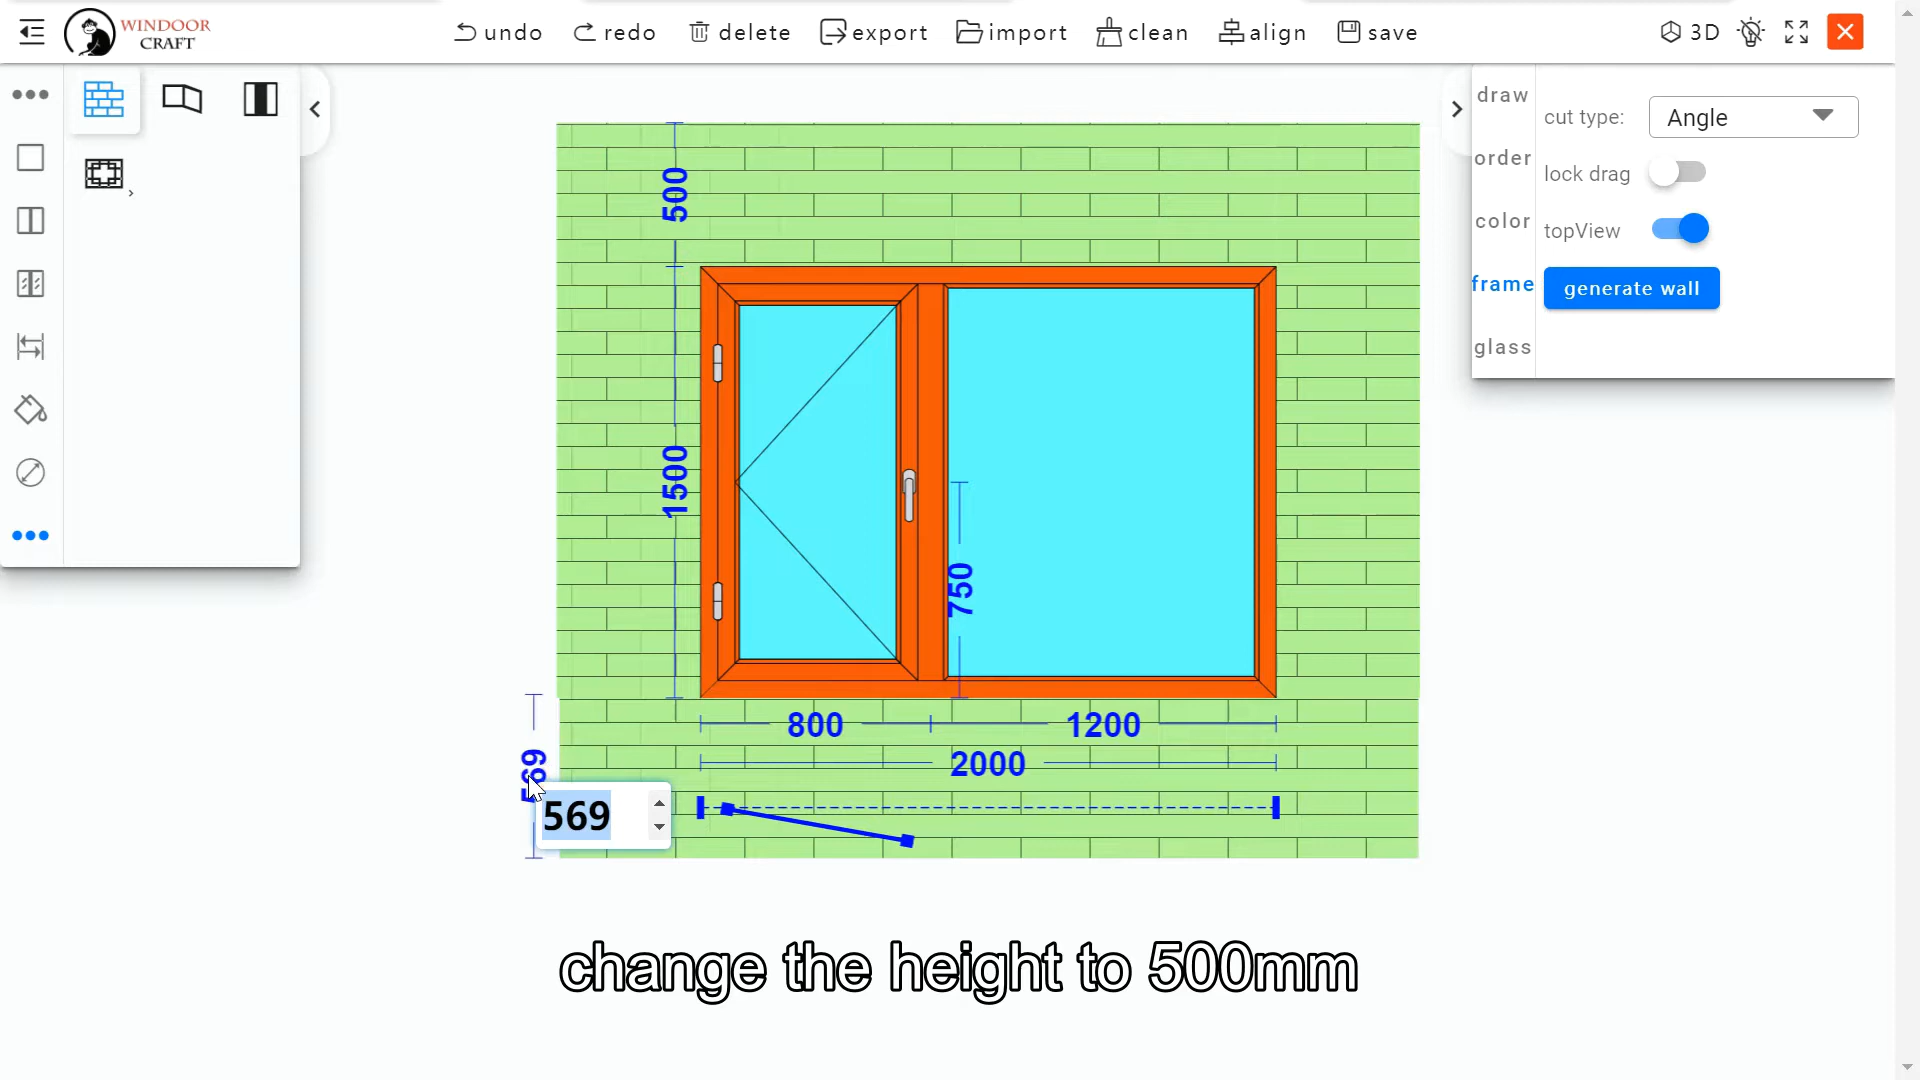 WINDOOR
CRAFT
undo
redo
delete
export
import
clean
align
save
3D
draw
order
color
frame
glass
cut type:
Angle
lock drag
topView
generate wall
500
1500
750
800
1200
2000
569
569
change the height to 500mm